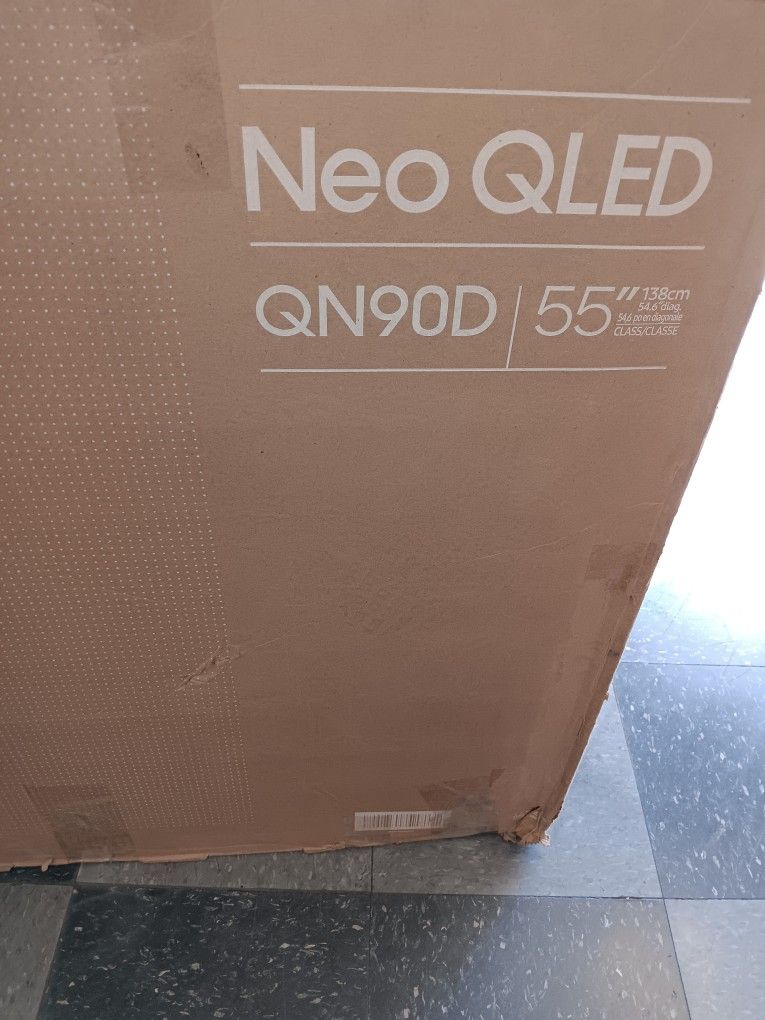 Neo QLED
QN90D 55"
138cm
54.6" diag.
54,6 po en diagonale
CLASS/CLASSE